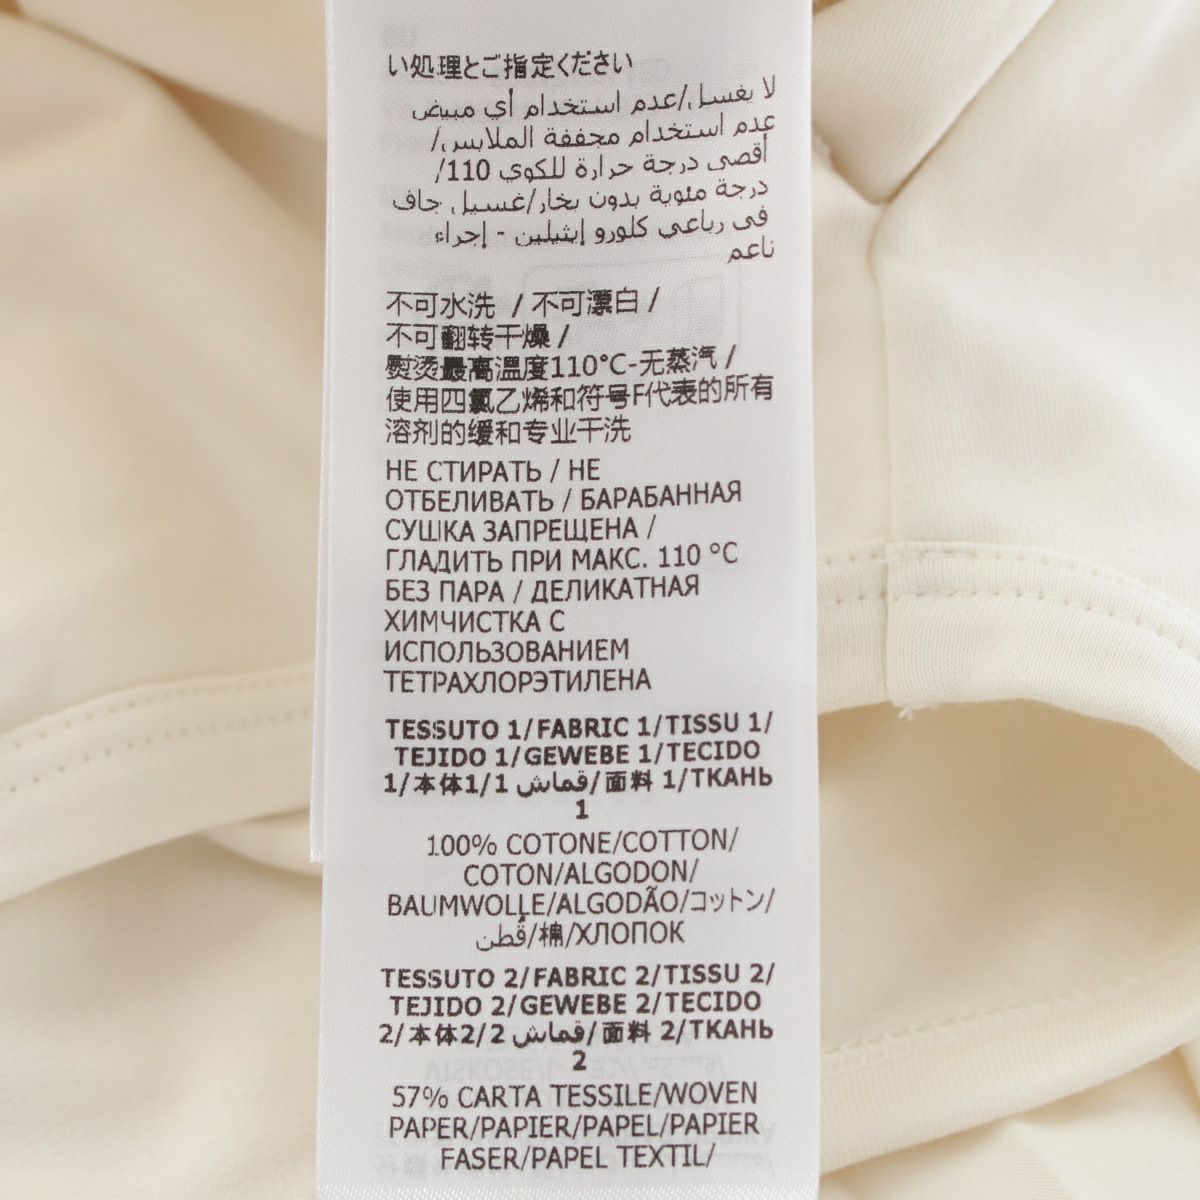 い処理とご指定ください
لا يغسل/عدم استخدام أي مبيض
عدم استخدام مجففة الملابس/
أقصى درجة حرارة للكوي 110/
درجة مئوية بدون بخار/غسيل جاف
في رباعي كلورو إيثيلين - إجراء
ناعم
不可水洗 / 不可漂白 /
不可翻转干燥 /
熨烫最高温度110°C-无蒸汽 /
使用四氯乙烯和符号F代表的所有
溶剂的缓和专业干洗
НЕ СТИРАТЬ / НЕ
ОТБЕЛИВАТЬ / БАРАБАННАЯ
СУШКА ЗАПРЕЩЕНА /
ГЛАДИТЬ ПРИ МАКС. 110 °C
БЕЗ ПАРА / ДЕЛИКАТНАЯ
ХИМЧИСТКА С
ИСПОЛЬЗОВАНИЕМ
ТЕТРАХЛОРЭТИЛЕНА
TESSUTO 1/FABRIC 1/TISSU 1/
TEJIDO 1/GEWEBE 1/TECIDO
1/本体1/1 قماش/面料 1/ТКАНЬ
1
100% COTONE/COTTON/
COTON/ALGODON/
BAUMWOLLE/ALGODÃO/コットン/
قُطن/棉/ХЛОПОК
TESSUTO 2/FABRIC 2/TISSU 2/
TEJIDO 2/GEWEBE 2/TECIDO
2/本体2/2 قماش/面料 2/ТКАНЬ
2
57% CARTA TESSILE/WOVEN
PAPER/PAPIER/PAPEL/PAPIER
FASER/PAPEL TEXTIL/